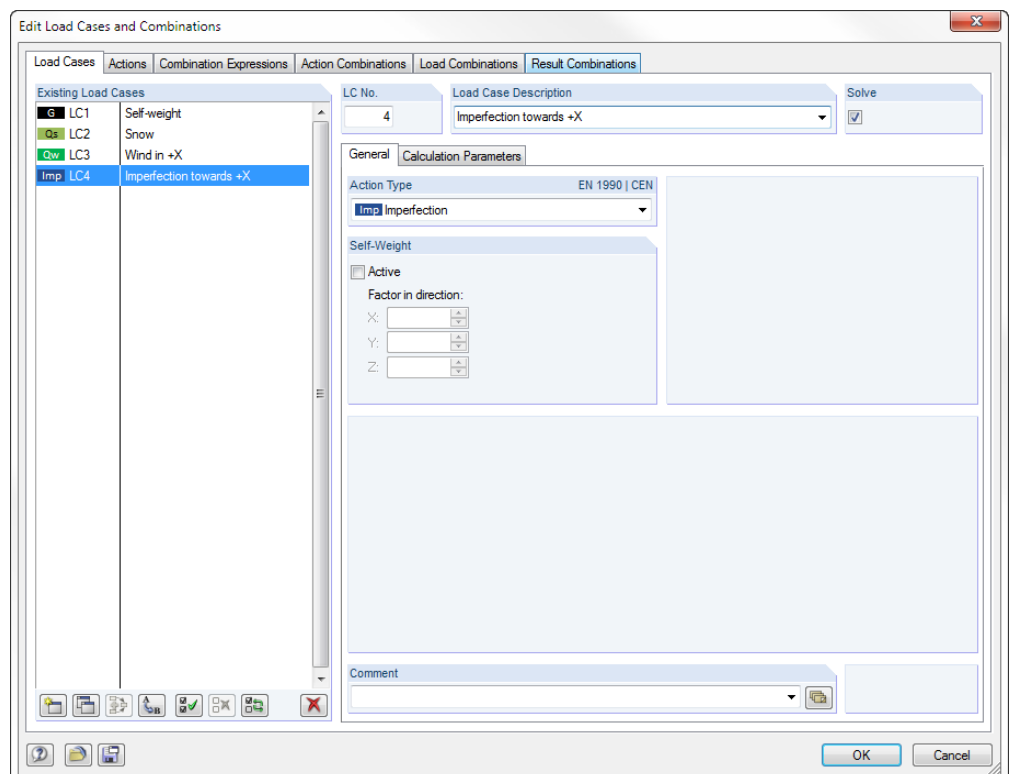 Edit Load Cases and Combinations
Load Cases Actions Combination Expressions Action Combinations Load Combinations Result Combinations
Existing Load Cases
G LC1 Self-weight
Qs LC2 Snow
Qw LC3 Wind in +X
Imp LC4 Imperfection towards +X
LC No.
4
Load Case Description
Imperfection towards +X
Solve
General Calculation Parameters
Action Type EN 1990 | CEN
Imp Imperfection
Self-Weight
Active
Factor in direction:
X:
Y:
Z:
Comment
OK Cancel